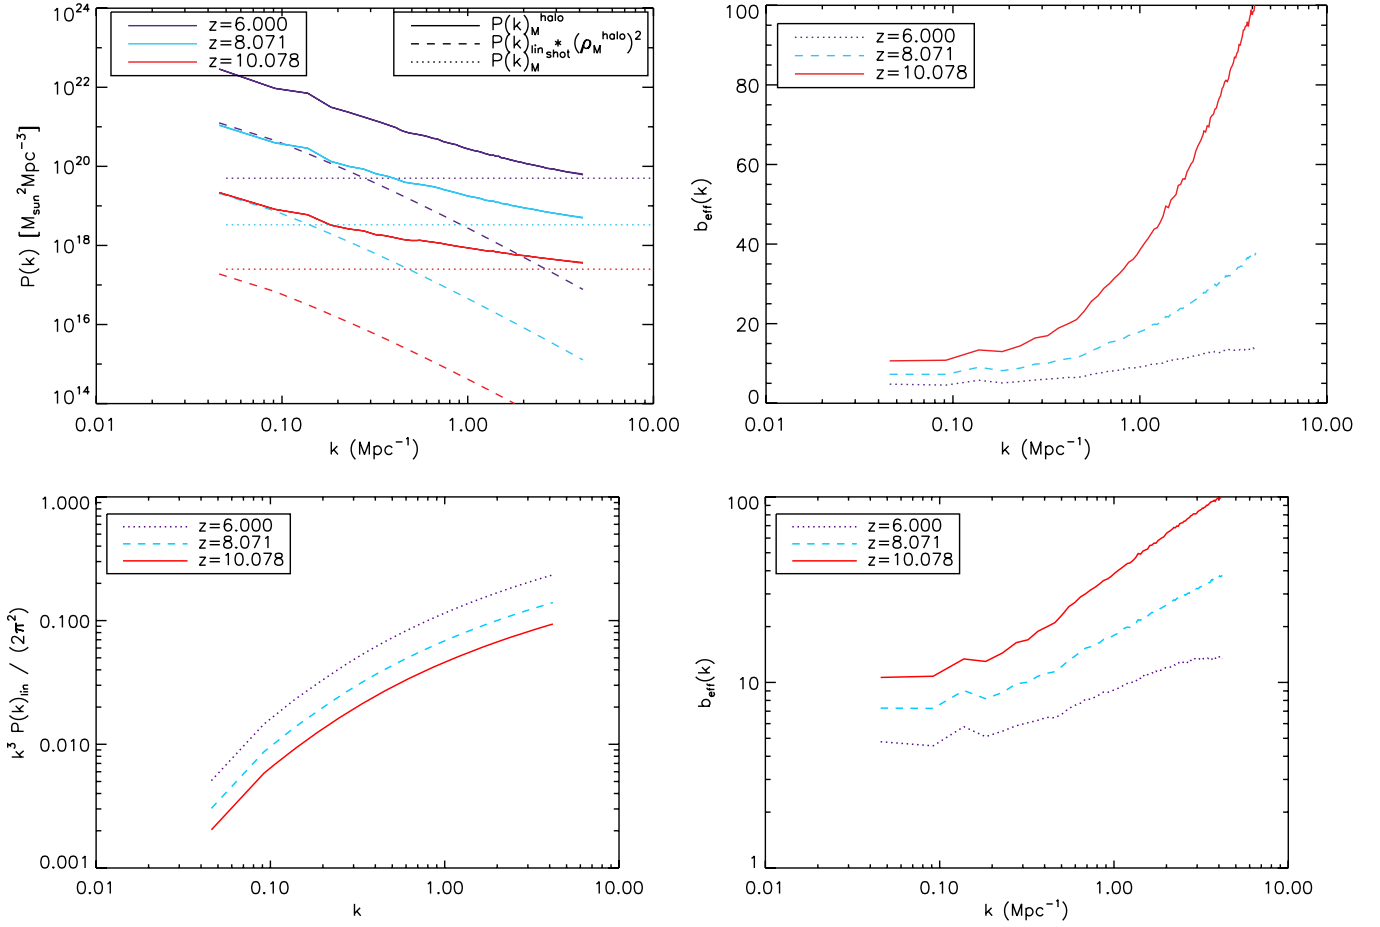 z=6.000
z=8.071
z=10.078
P(k)_M^halo
P(k)_lin * (ρ_M^halo)^2
P(k)_M^shot
P(k) [M_sun^2 Mpc^-3]
10^24
10^22
10^20
10^18
10^16
10^14
0.01 0.10 1.00 10.00
k (Mpc^-1)
z=6.000
z=8.071
z=10.078
b_eff(k)
100
80
60
40
20
0
0.01 0.10 1.00 10.00
k (Mpc^-1)
z=6.000
z=8.071
z=10.078
k^3 P(k)_lin / (2π^2)
1.000
0.100
0.010
0.001
0.01 0.10 1.00 10.00
k
z=6.000
z=8.071
z=10.078
b_eff(k)
100
10
1
0.01 0.10 1.00 10.00
k (Mpc^-1)